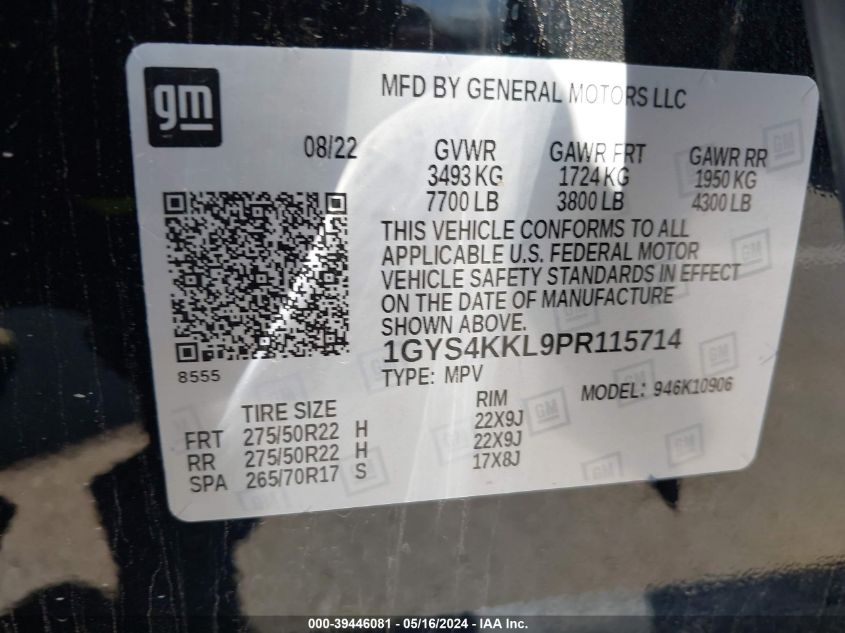 gm
MFD BY GENERAL MOTORS LLC
08/22 GVWR GAWR FRT GAWR RR
3493 KG 1724 KG 1950 KG
7700 LB 3800 LB 4300 LB
THIS VEHICLE CONFORMS TO ALL
APPLICABLE U.S. FEDERAL MOTOR
VEHICLE SAFETY STANDARDS IN EFFECT
ON THE DATE OF MANUFACTURE
SHOWN ABOVE.
1GYS4KKL9PR115714
8555
TYPE: MPV MODEL: 946K10906
TIRE SIZE RIM
FRT 275/50R22 H 22X9J
RR 275/50R22 H 22X9J
SPA 265/70R17 S 17X8J
000-39446081 - 05/16/2024 - IAA Inc.